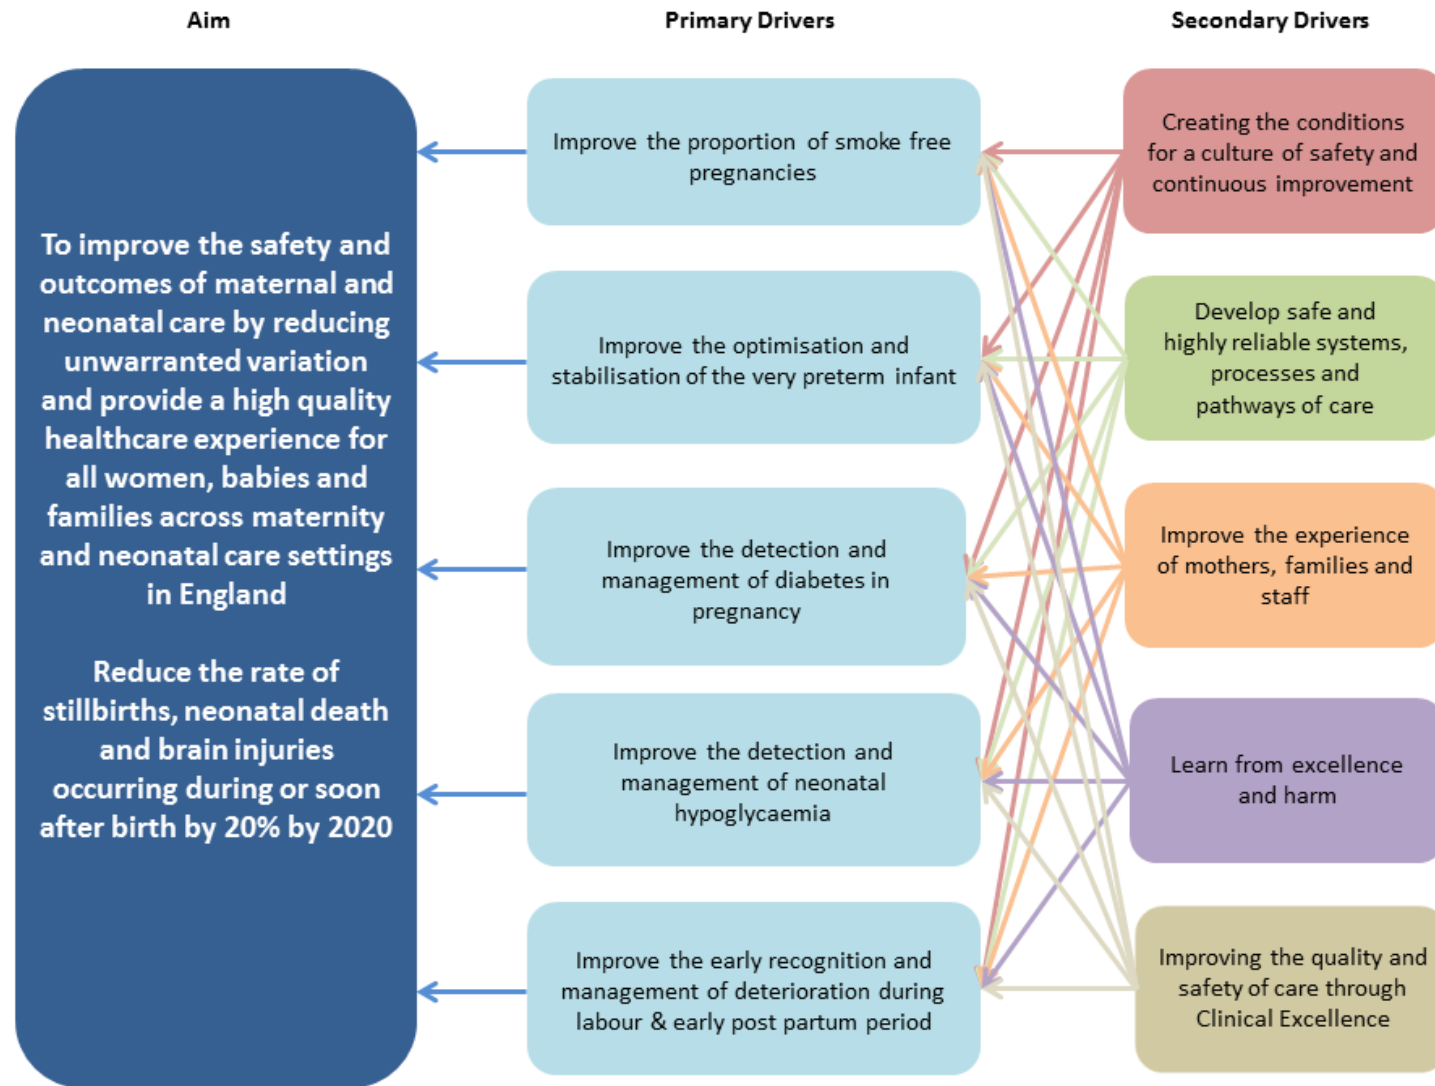 Aim
Primary Drivers
Secondary Drivers
To improve the safety and
outcomes of maternal and
neonatal care by reducing
unwarranted variation
and provide a high quality
healthcare experience for
all women, babies and
families across maternity
and neonatal care settings
in England
Reduce the rate of
stillbirths, neonatal death
and brain injuries
occurring during or soon
after birth by 20% by 2020
Improve the proportion of smoke free
pregnancies
Improve the optimisation and
stabilisation of the very preterm infant
Improve the detection and
management of diabetes in
pregnancy
Improve the detection and
management of neonatal
hypoglycaemia
Improve the early recognition and
management of deterioration during
labour & early post partum period
Creating the conditions
for a culture of safety and
continuous improvement
Develop safe and
highly reliable systems,
processes and
pathways of care
Improve the experience
of mothers, families and
staff
Learn from excellence
and harm
Improving the quality and
safety of care through
Clinical Excellence